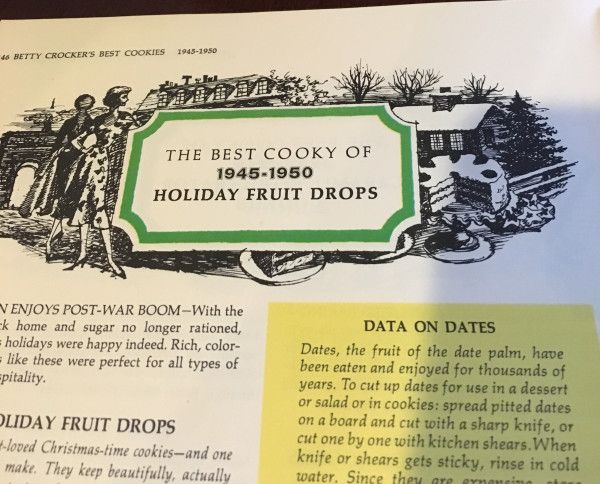 46 BETTY CROCKER'S BEST COOKIES 1945-1950
THE BEST COOKY OF
1945-1950
HOLIDAY FRUIT DROPS
N ENJOYS POST-WAR BOOM—With the
ck home and sugar no longer rationed,
s holidays were happy indeed. Rich, color-
s like these were perfect for all types of
spitality.
OLIDAY FRUIT DROPS
t-loved Christmas-time cookies—and one
make. They keep beautifully, actually
DATA ON DATES
Dates, the fruit of the date palm, have
been eaten and enjoyed for thousands of
years. To cut up dates for use in a dessert
or salad or in cookies: spread pitted dates
on a board and cut with a sharp knife, or
cut one by one with kitchen shears. When
knife or shears gets sticky, rinse in cold
water. Since they are expensive, store